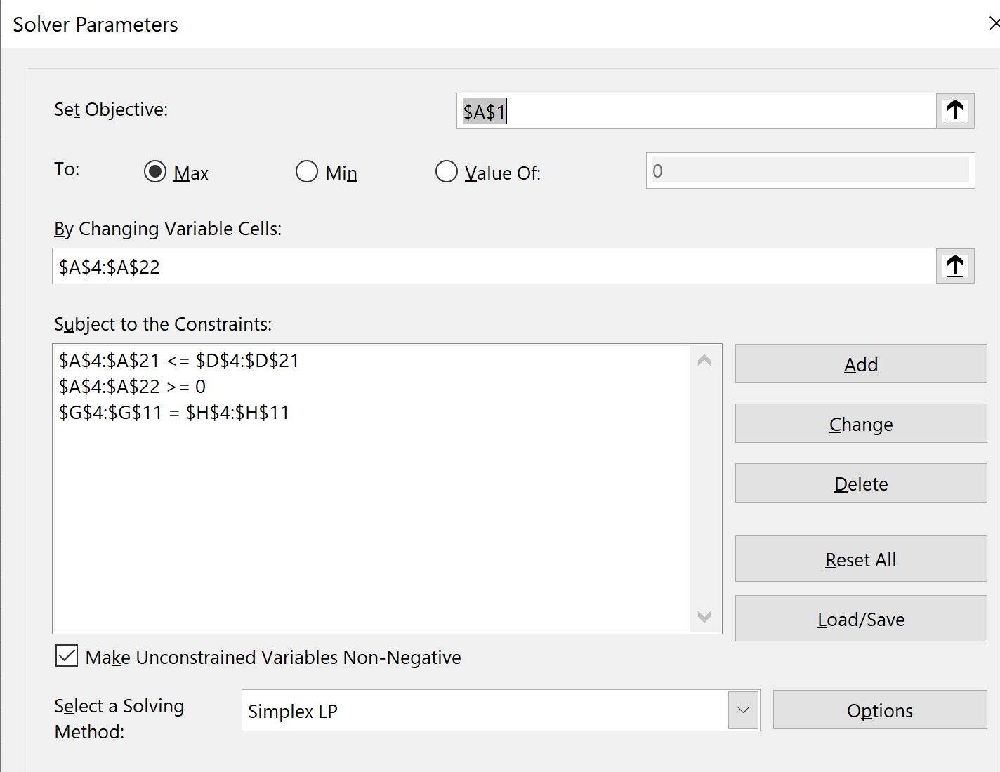 Solver Parameters
Set Objective:
$A$1
To:
Max
Min
Value Of:
0
By Changing Variable Cells:
$A$4:$A$22
Subject to the Constraints:
$A$4:$A$21 <= $D$4:$D$21
$A$4:$A$22 >= 0
$G$4:$G$11 = $H$4:$H$11
Add
Change
Delete
Reset All
Load/Save
Make Unconstrained Variables Non-Negative
Select a Solving
Method:
Simplex LP
Options